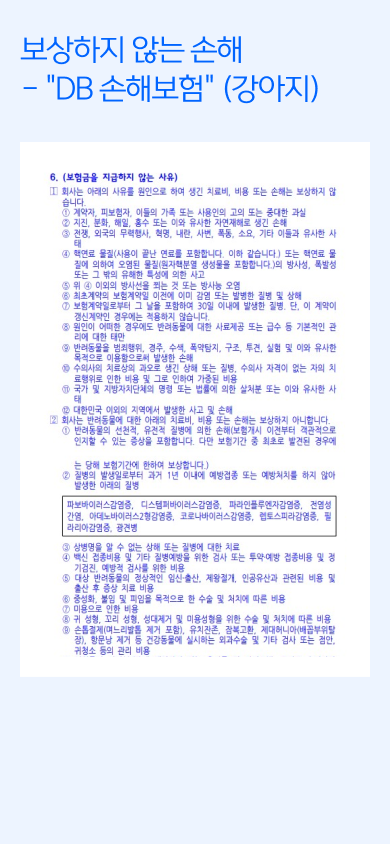 보상하지 않는 손해
- "DB 손해보험" (강아지)
6. (보험금을 지급하지 않는 사유)
1 회사는 아래의 사유를 원인으로 하여 생긴 치료비, 비용 또는 손해는 보상하지 않
습니다.
① 계약자, 피보험자, 이들의 가족 또는 사용인의 고의 또는 중대한 과실
② 지진, 분화, 해일, 홍수 또는 이와 유사한 자연재해로 생긴 손해
③ 전쟁, 외국의 무력행사, 혁명, 내란, 사변, 폭동, 소요, 기타 이들과 유사한 사
태
④ 핵연료 물질(사용이 끝난 연료를 포함합니다. 이하 같습니다.) 또는 핵연료 물
질에 의하여 오염된 물질(원자핵분열 생성물을 포함합니다.)의 방사성, 폭발성
또는 그 밖의 유해한 특성에 의한 사고
⑤ 위 ④ 이외의 방사선을 쬐는 것 또는 방사능 오염
⑥ 최초계약의 보험계약일 이전에 이미 감염 또는 발병한 질병 및 상해
⑦ 보험계약일로부터 그 날을 포함하여 30일 이내에 발생한 질병. 단, 이 계약이
갱신계약인 경우에는 적용하지 않습니다.
⑧ 원인이 어떠한 경우에도 반려동물에 대한 사료제공 또는 급수 등 기본적인 관
리에 대한 태만
⑨ 반려동물을 범죄행위, 경주, 수색, 폭약탐지, 구조, 투견, 실험 및 이와 유사한
목적으로 이용함으로써 발생한 손해
⑩ 수의사의 치료상의 과오로 생긴 상해 또는 질병, 수의사 자격이 없는 자의 치
료행위로 인한 비용 및 그로 인하여 가중된 비용
⑪ 국가 및 지방자치단체의 명령 또는 법률에 의한 살처분 또는 이와 유사한 사
태
⑫ 대한민국 이외의 지역에서 발생한 사고 및 손해
2 회사는 반려동물에 대한 아래의 치료비, 비용 또는 손해는 보상하지 아니합니다.
① 반려동물의 선천적, 유전적 질병에 의한 손해(보험개시 이전부터 객관적으로
인지할 수 있는 증상을 포함합니다. 다만 보험기간 중 최초로 발견된 경우에
는 당해 보험기간에 한하여 보상합니다.)
② 질병의 발생일로부터 과거 1년 이내에 예방접종 또는 예방처치를 하지 않아
발생한 아래의 질병
파보바이러스감염증, 디스템퍼바이러스감염증, 파라인플루엔자감염증, 전염성
간염, 아데노바이러스2형감염증, 코로나바이러스감염증, 렙토스피라감염증, 필
라리아감염증, 광견병
③ 상병명을 알 수 없는 상해 또는 질병에 대한 치료
④ 백신 접종비용 및 기타 질병예방을 위한 검사 또는 투약·예방 접종비용 및 정
기검진, 예방적 검사를 위한 비용
⑤ 대상 반려동물의 정상적인 임신·출산, 제왕절개, 인공유산과 관련된 비용 및
출산 후 증상 치료 비용
⑥ 중성화, 불임 및 피임을 목적으로 한 수술 및 처치에 따른 비용
⑦ 미용으로 인한 비용
⑧ 귀 성형, 꼬리 성형, 성대제거 및 미용성형을 위한 수술 및 처치에 따른 비용
⑨ 손톱절제(며느리발톱 제거 포함), 유치잔존, 잠복고환, 제대허니아(배꼽부위탈
장), 항문낭 제거 등 건강동물에 실시하는 외과수술 및 기타 검사 또는 점안,
귀청소 등의 관리 비용